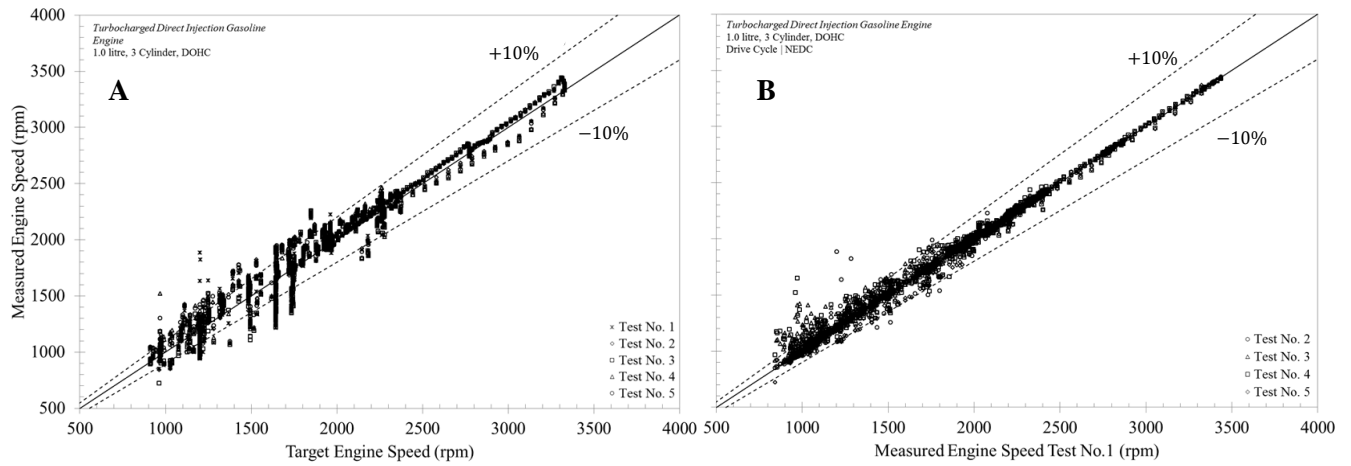 Turbocharged Direct Injection Gasoline
Engine
1.0 litre, 3 Cylinder, DOHC
A
+10%
−10%
Measured Engine Speed (rpm)
4000
3500
3000
2500
2000
1500
1000
500
Test No. 1
Test No. 2
Test No. 3
Test No. 4
Test No. 5
500 1000 1500 2000 2500 3000 3500 4000
Target Engine Speed (rpm)
Turbocharged Direct Injection Gasoline Engine
1.0 litre, 3 Cylinder, DOHC
Drive Cycle | NEDC
B
+10%
−10%
Test No. 2
Test No. 3
Test No. 4
Test No. 5
500 1000 1500 2000 2500 3000 3500 4000
Measured Engine Speed Test No.1 (rpm)